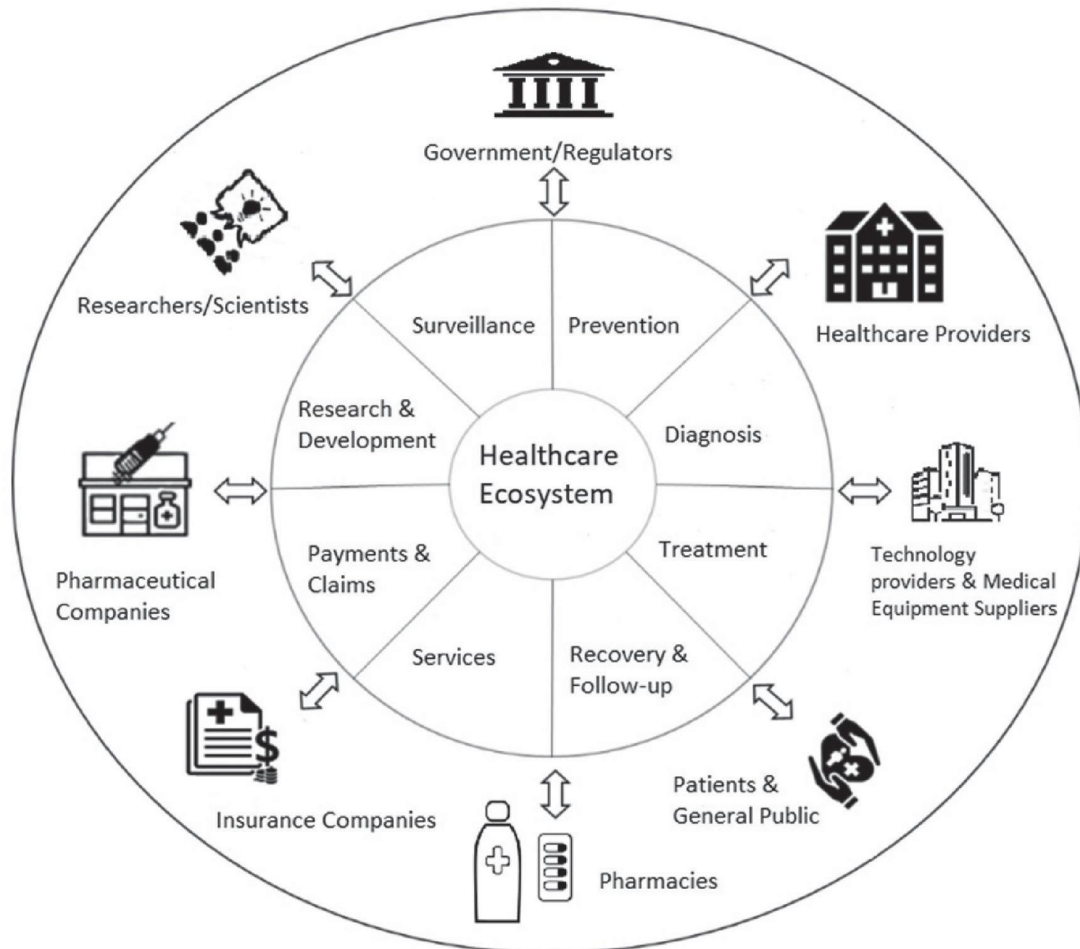 Government/Regulators
Researchers/Scientists
Healthcare Providers
Surveillance
Prevention
Research &
Development
Diagnosis
Healthcare
Ecosystem
Pharmaceutical
Companies
Payments &
Claims
Treatment
Technology
providers & Medical
Equipment Suppliers
Services
Recovery &
Follow-up
Insurance Companies
$
Patients &
General Public
Pharmacies